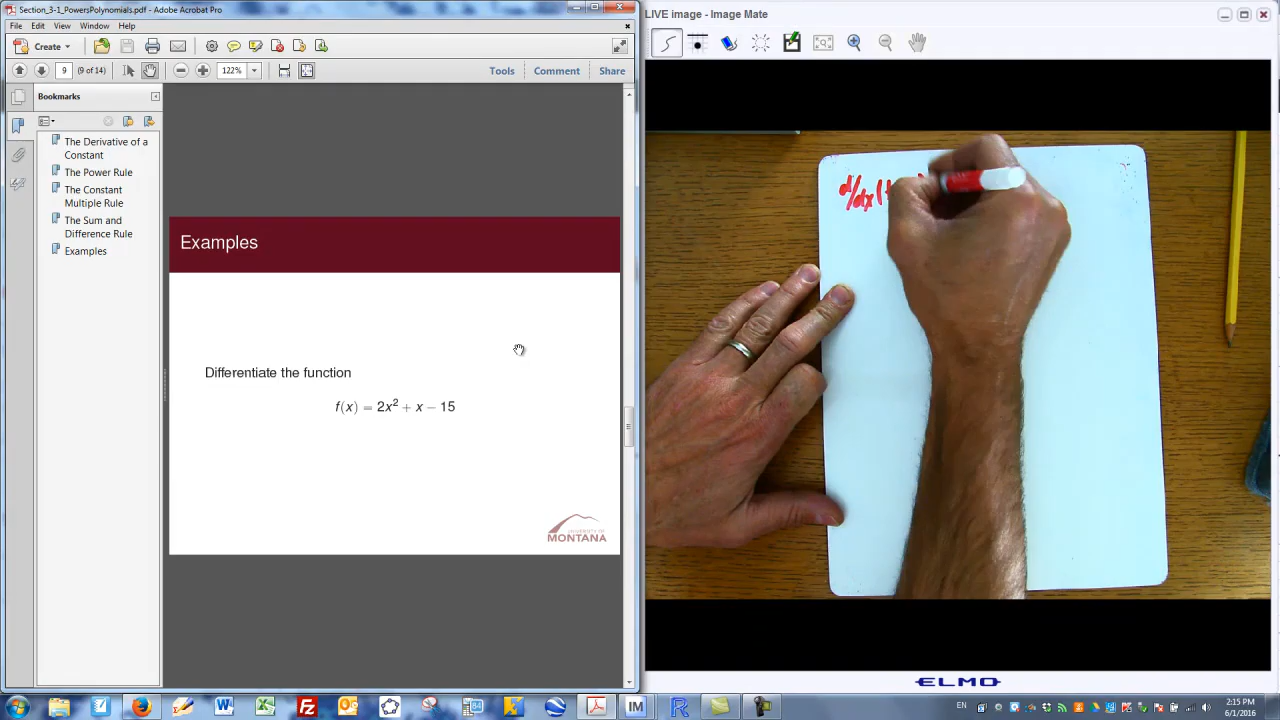 Section_3-1_PowersPolynomials.pdf - Adobe Acrobat Pro
File Edit View Window Help
Create
9 (9 of 14) 122% Tools Comment Share
Bookmarks
The Derivative of a
Constant
The Power Rule
The Constant
Multiple Rule
The Sum and
Difference Rule
Examples
Examples
Differentiate the function
f(x) = 2x² + x − 15
UNIVERSITY OF
MONTANA
LIVE image - Image Mate
d/dx(
ELMO
EN 2:15 PM
6/1/2016